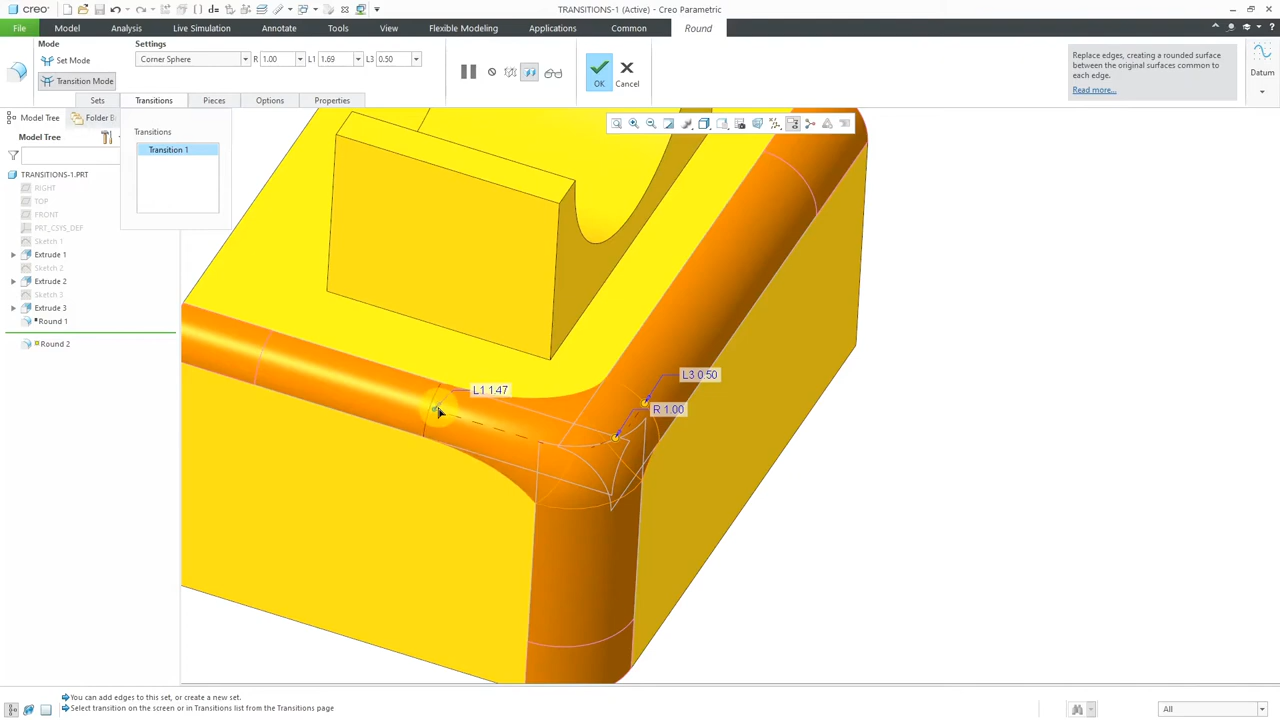 creo
TRANSITIONS-1 (Active) - Creo Parametric
File Model Analysis Live Simulation Annotate Tools View Flexible Modeling Applications Common Round
Mode
Set Mode
Transition Mode
Settings
Corner Sphere R 1.00 L1 1.69 L3 0.50
OK
Cancel
Replace edges, creating a rounded surface
between the original surfaces common to
each edge.
Read more...
Datum
Sets Transitions Pieces Options Properties
Model Tree
Folder B
Model Tree
Transitions
Transition 1
TRANSITIONS-1.PRT
RIGHT
TOP
FRONT
PRT_CSYS_DEF
Sketch 1
Extrude 1
Sketch 2
Extrude 2
Sketch 3
Extrude 3
Round 1
Round 2
L3 0.50
L1 1.47
R 1.00
You can add edges to this set, or create a new set.
Select transition on the screen or in Transitions list from the Transitions page
All